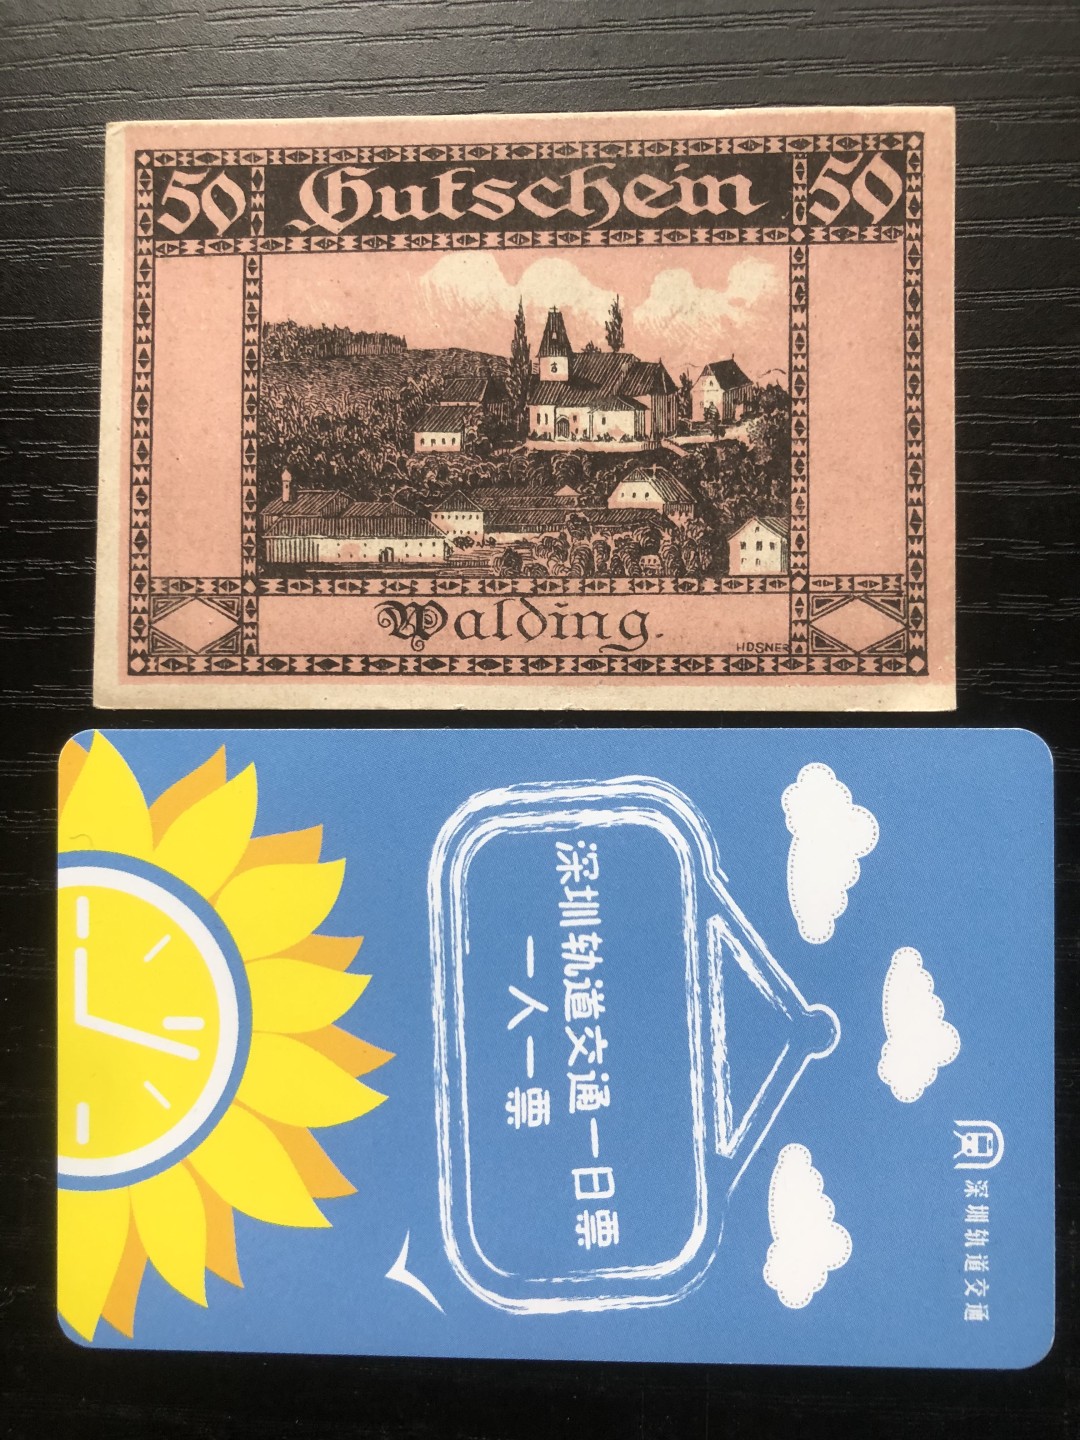 50 Gutschein 50
Walding.
HOSNER
深圳轨道交通一日票
一人一票
深圳轨道交通